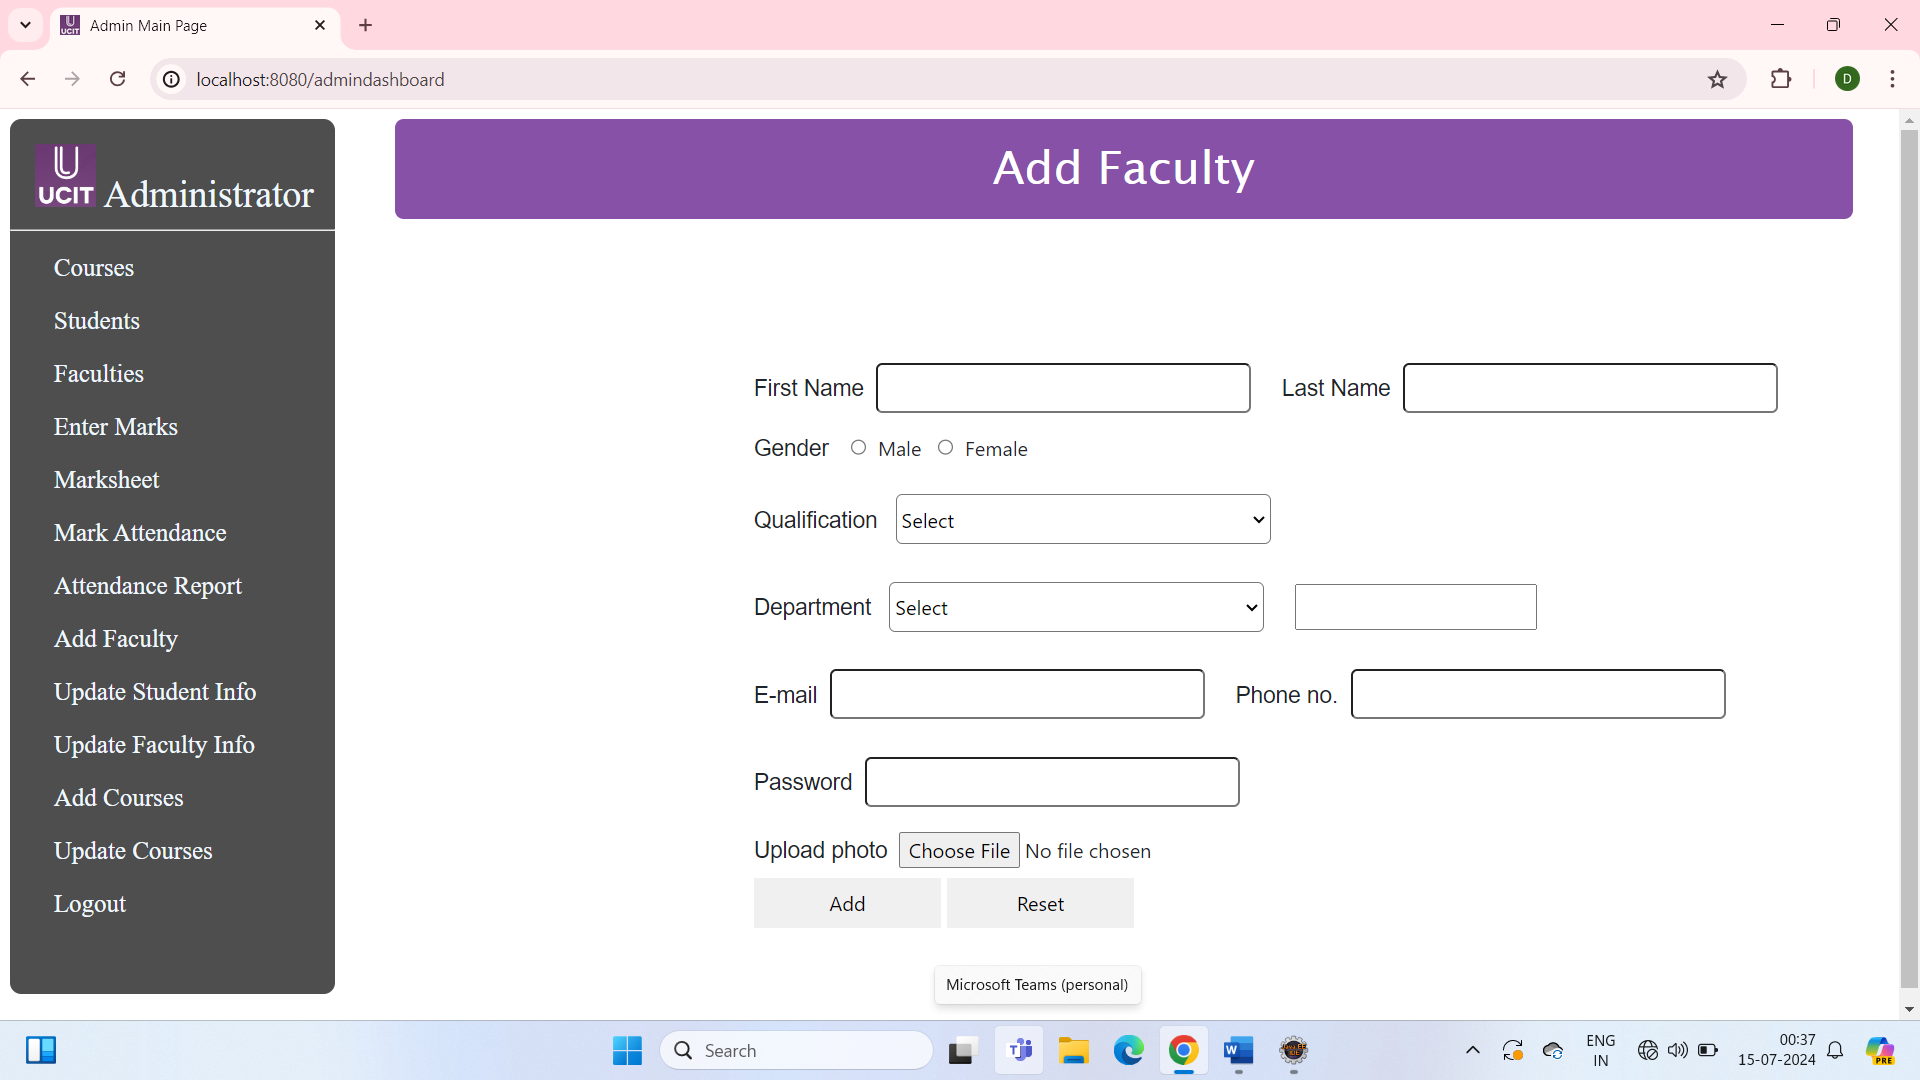 Admin Main Page
localhost:8080/admindashboard
UCIT Administrator
Add Faculty
Courses
Students
Faculties
Enter Marks
Marksheet
Mark Attendance
Attendance Report
Add Faculty
Update Student Info
Update Faculty Info
Add Courses
Update Courses
Logout
First Name Last Name
Gender Male Female
Qualification Select
Department Select
E-mail Phone no.
Password
Upload photo Choose File No file chosen
Add Reset
Microsoft Teams (personal)
Search
ENG
IN
00:37
15-07-2024
PRE
D
UCIT